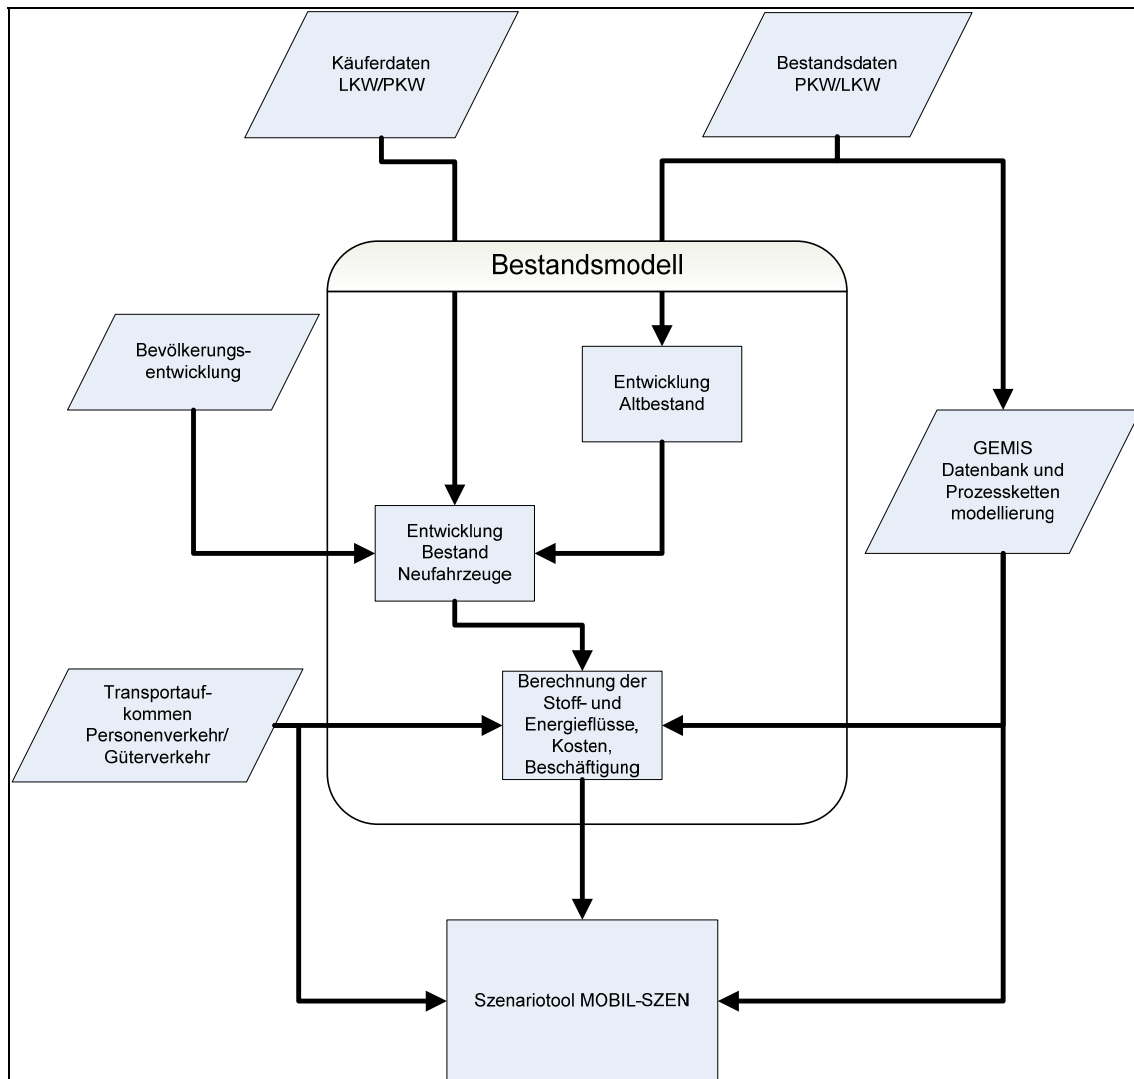 Käuferdaten
LKW/PKW
Bestandsdaten
PKW/LKW
Bestandsmodell
Bevölkerungs-
entwicklung
Entwicklung
Altbestand
GEMIS
Datenbank und
Prozessketten
modellierung
Entwicklung
Bestand
Neufahrzeuge
Transportauf-
kommen
Personenverkehr/
Güterverkehr
Berechnung der
Stoff- und
Energieflüsse,
Kosten,
Beschäftigung
Szenariotool MOBIL-SZEN